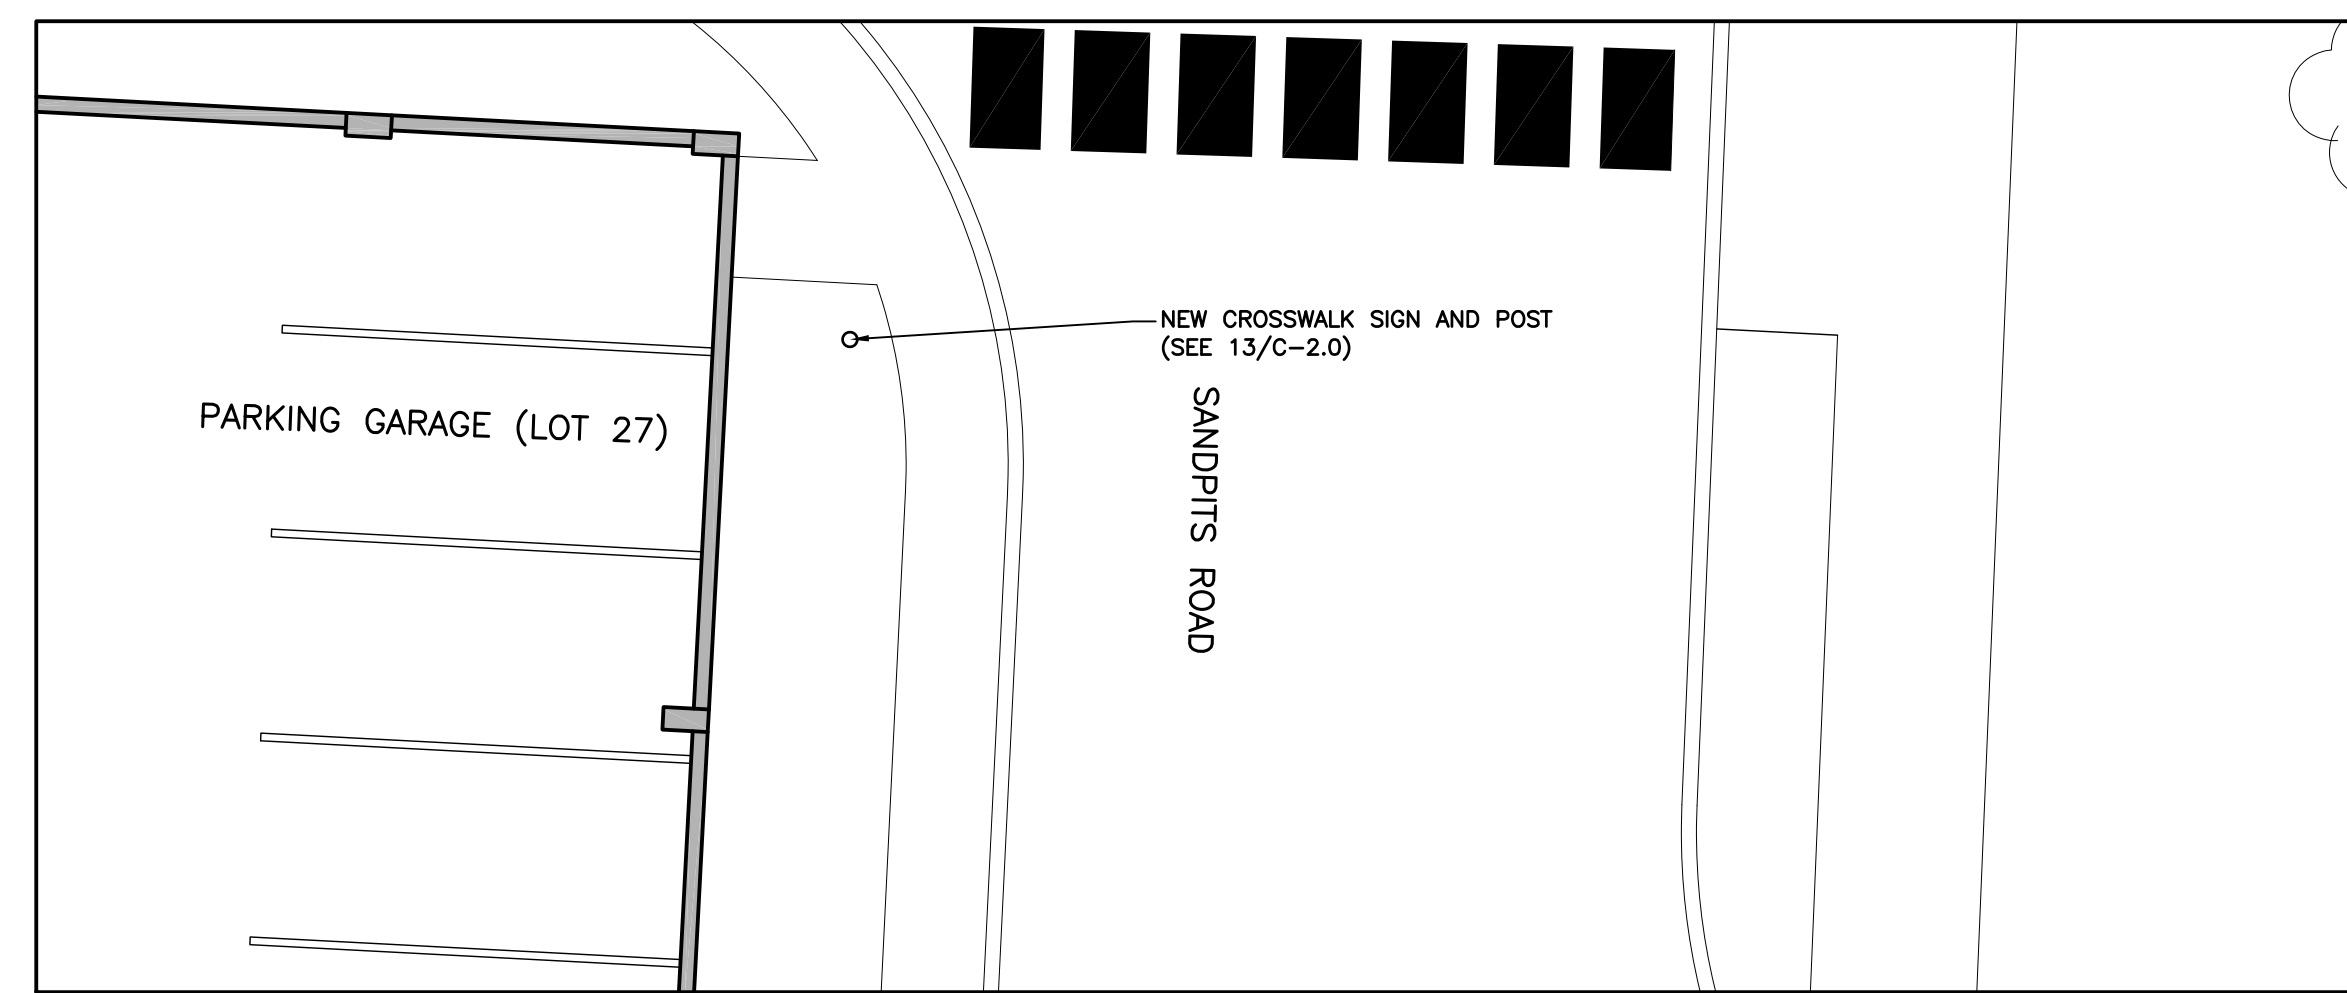 NEW CROSSWALK SIGN AND POST
(SEE 13/C-2.0)
PARKING GARAGE (LOT 27)
SANDPITS ROAD